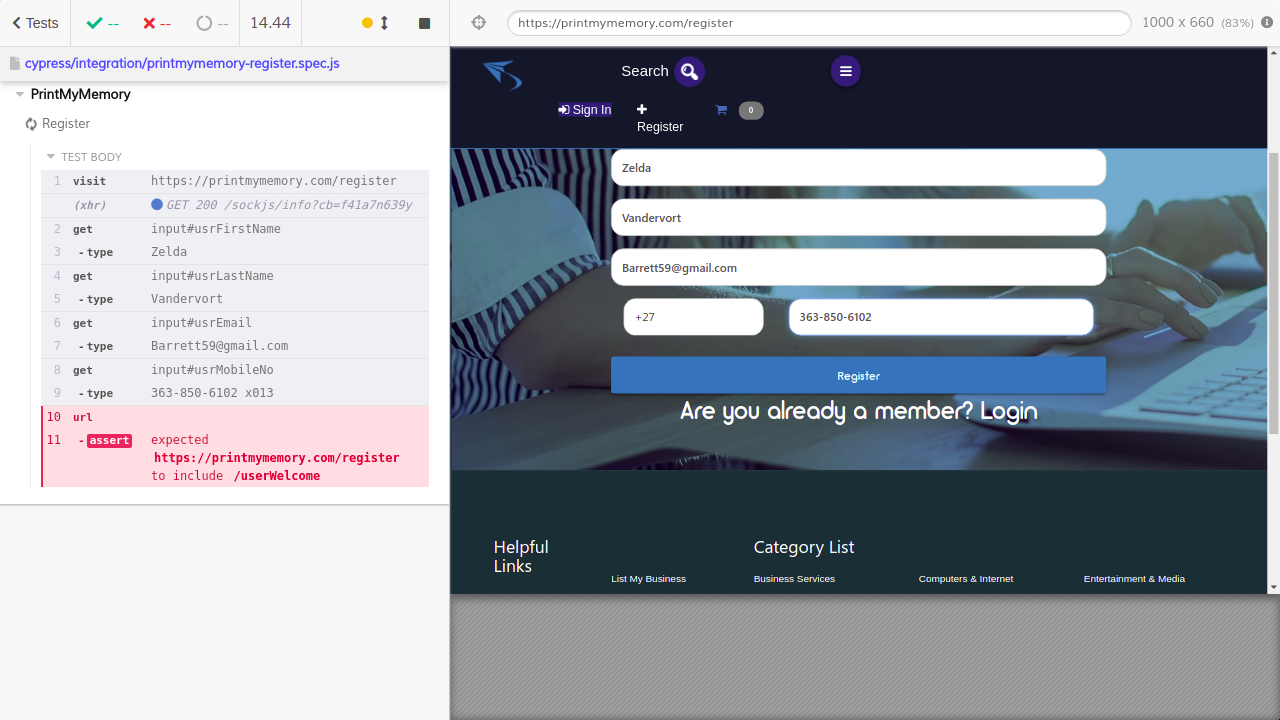 Tests
--
--
--
14.44
https://printmymemory.com/register
1000 x 660 (83%)
cypress/integration/printmymemory-register.spec.js
PrintMyMemory
Register
TEST BODY
1 visit https://printmymemory.com/register
(xhr) GET 200 /sockjs/info?cb=f41a7n639y
2 get input#usrFirstName
3 - type Zelda
4 get input#usrLastName
5 - type Vandervort
6 get input#usrEmail
7 - type Barrett59@gmail.com
8 get input#usrMobileNo
9 - type 363-850-6102 x013
10 url
11 - assert expected
https://printmymemory.com/register
to include /userWelcome
Search
Sign In
Register
0
Zelda
Vandervort
Barrett59@gmail.com
+27 363-850-6102
Register
Are you already a member? Login
Helpful
Links
List My Business
Category List
Business Services Computers & Internet Entertainment & Media